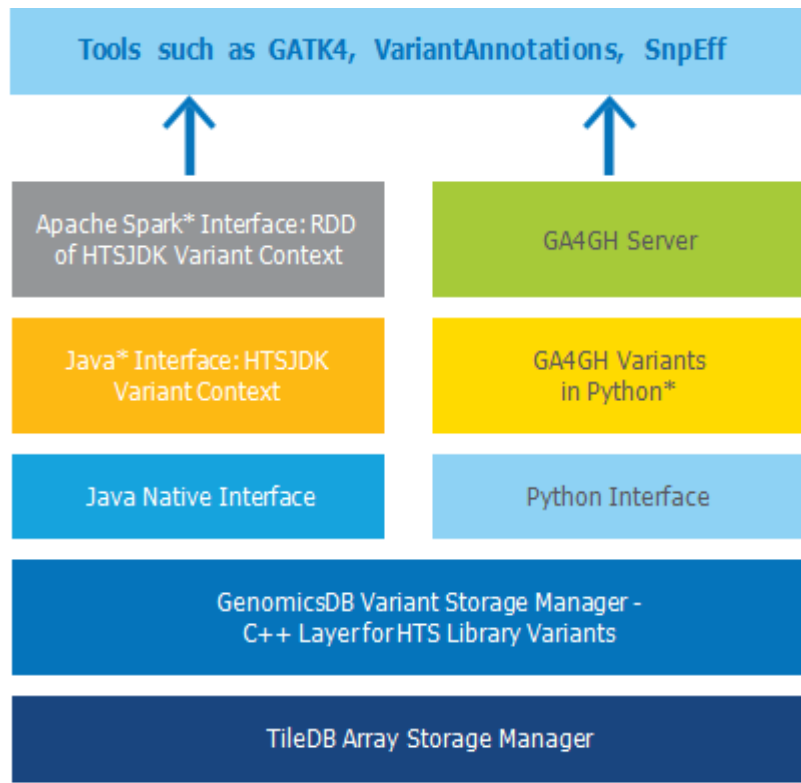 Tools such as GATK4, VariantAnnotations, SnpEff
Apache Spark* Interface: RDD
of HTSJDK Variant Context
GA4GH Server
Java* Interface: HTSJDK
Variant Context
GA4GH Variants
in Python*
Java Native Interface
Python Interface
GenomicsDB Variant Storage Manager -
C++ Layer for HTS Library Variants
TileDB Array Storage Manager